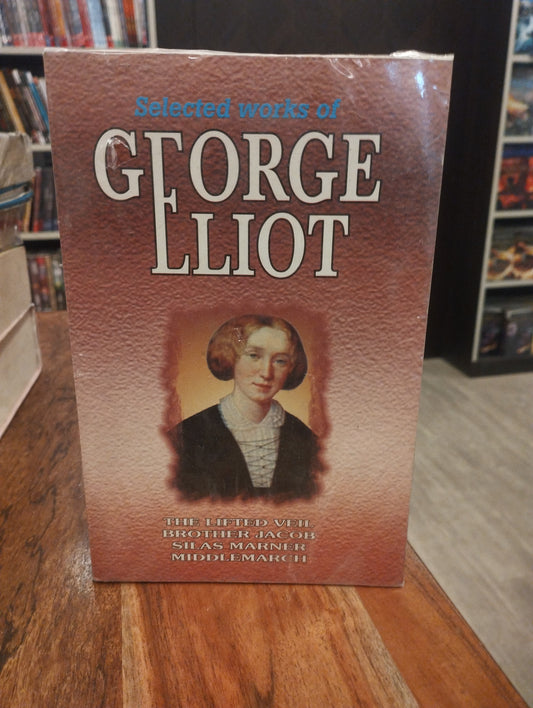 Selected works of
GEORGE
ELIOT
THE LIFTED VEIL
BROTHER JACOB
SILAS MARNER
MIDDLEMARCH